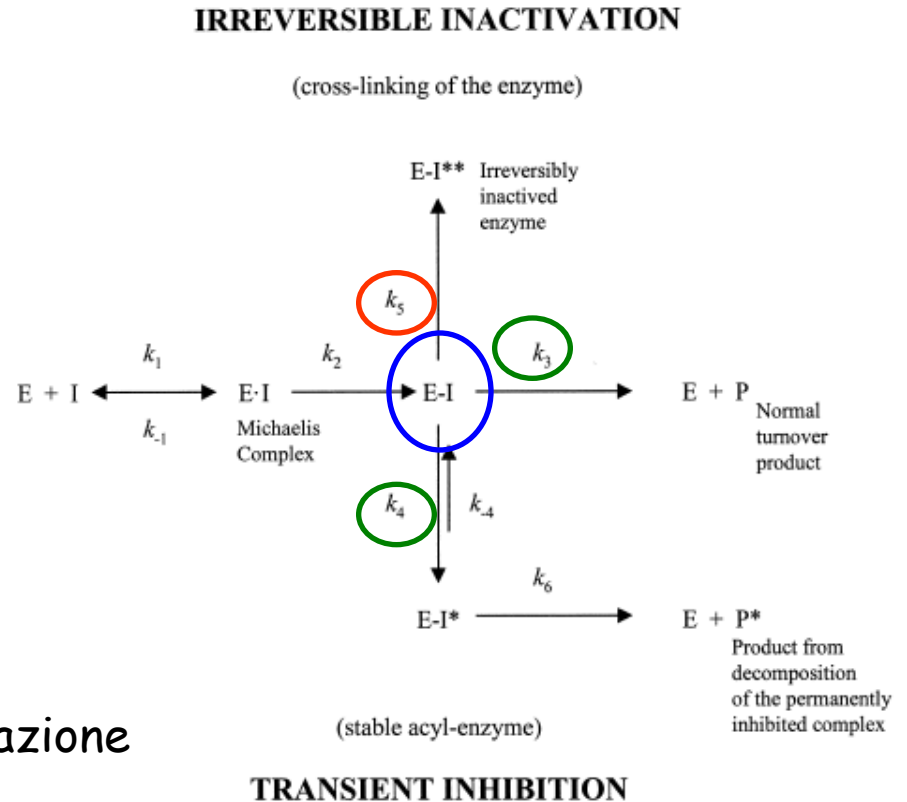 IRREVERSIBLE INACTIVATION
(cross-linking of the enzyme)
E-I** Irreversibly
inactived
enzyme
k5
k1 k2 k3
E + I E·I E-I E + P
k-1 Michaelis
Complex
Normal
turnover
product
k4 k-4
k6
E-I* E + P*
Product from
decomposition
of the permanently
inhibited complex
azione
(stable acyl-enzyme)
TRANSIENT INHIBITION